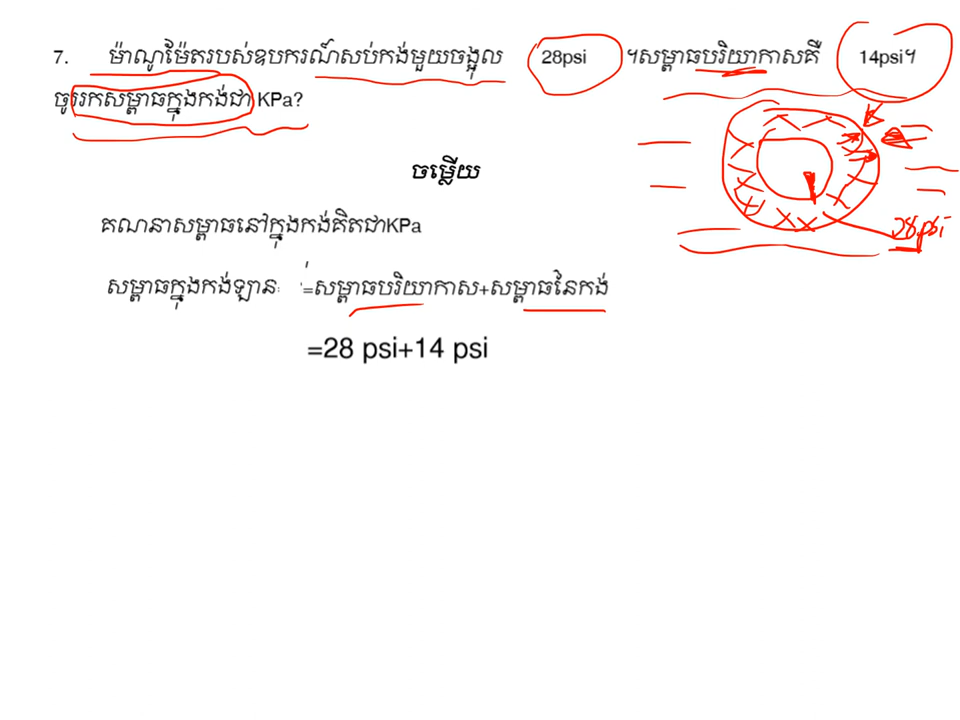 7. ម៉ាណូម៉ែតរបស់ឧបករណ៍សប់កង់មួយចង្អុល 28psi ។សម្ពាធបរិយាកាសគឺ 14psi។
ចូររកសម្ពាធក្នុងកង់ជា KPa?
ចម្លើយ
28 psi
គណនាសម្ពាធនៅក្នុងកង់គិតជាKPa
សម្ពាធក្នុងកង់ឡានៈ =សម្ពាធបរិយាកាស+សម្ពាធនៃកង់
=28 psi+14 psi